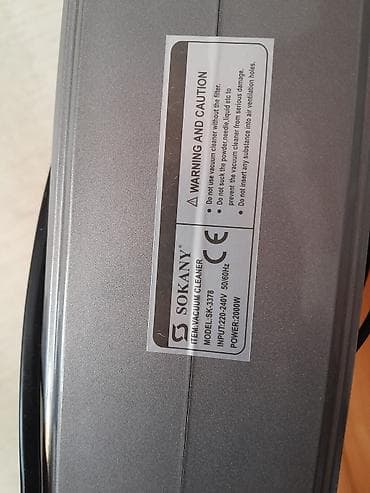 SOKANY®
ITEM:VACUUM CLEANER
MODEL:SK-3378
INPUT:220-240V 50/60Hz
POWER:2000W
CE
⚠ WARNING AND CAUTION
• Do not use vacuum cleaner without the filter.
• Do not suck the powder,needle,liquid etc to
prevent the vacuum cleaner from serious damage.
• Do not insert any substance into air ventilation holes.